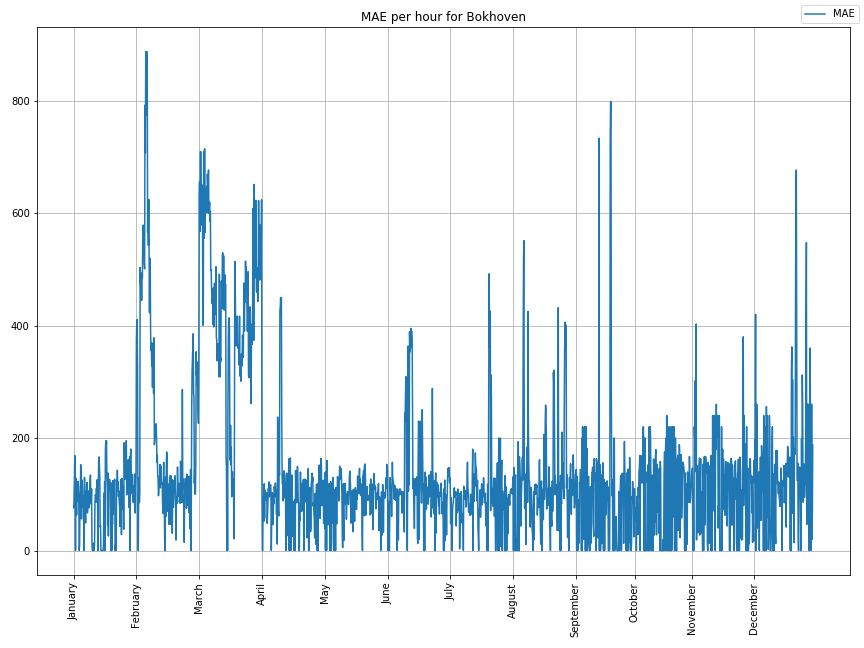 MAE per hour for Bokhoven
MAE
800
600
400
200
0
January
February
March
April
May
June
July
August
September
October
November
December